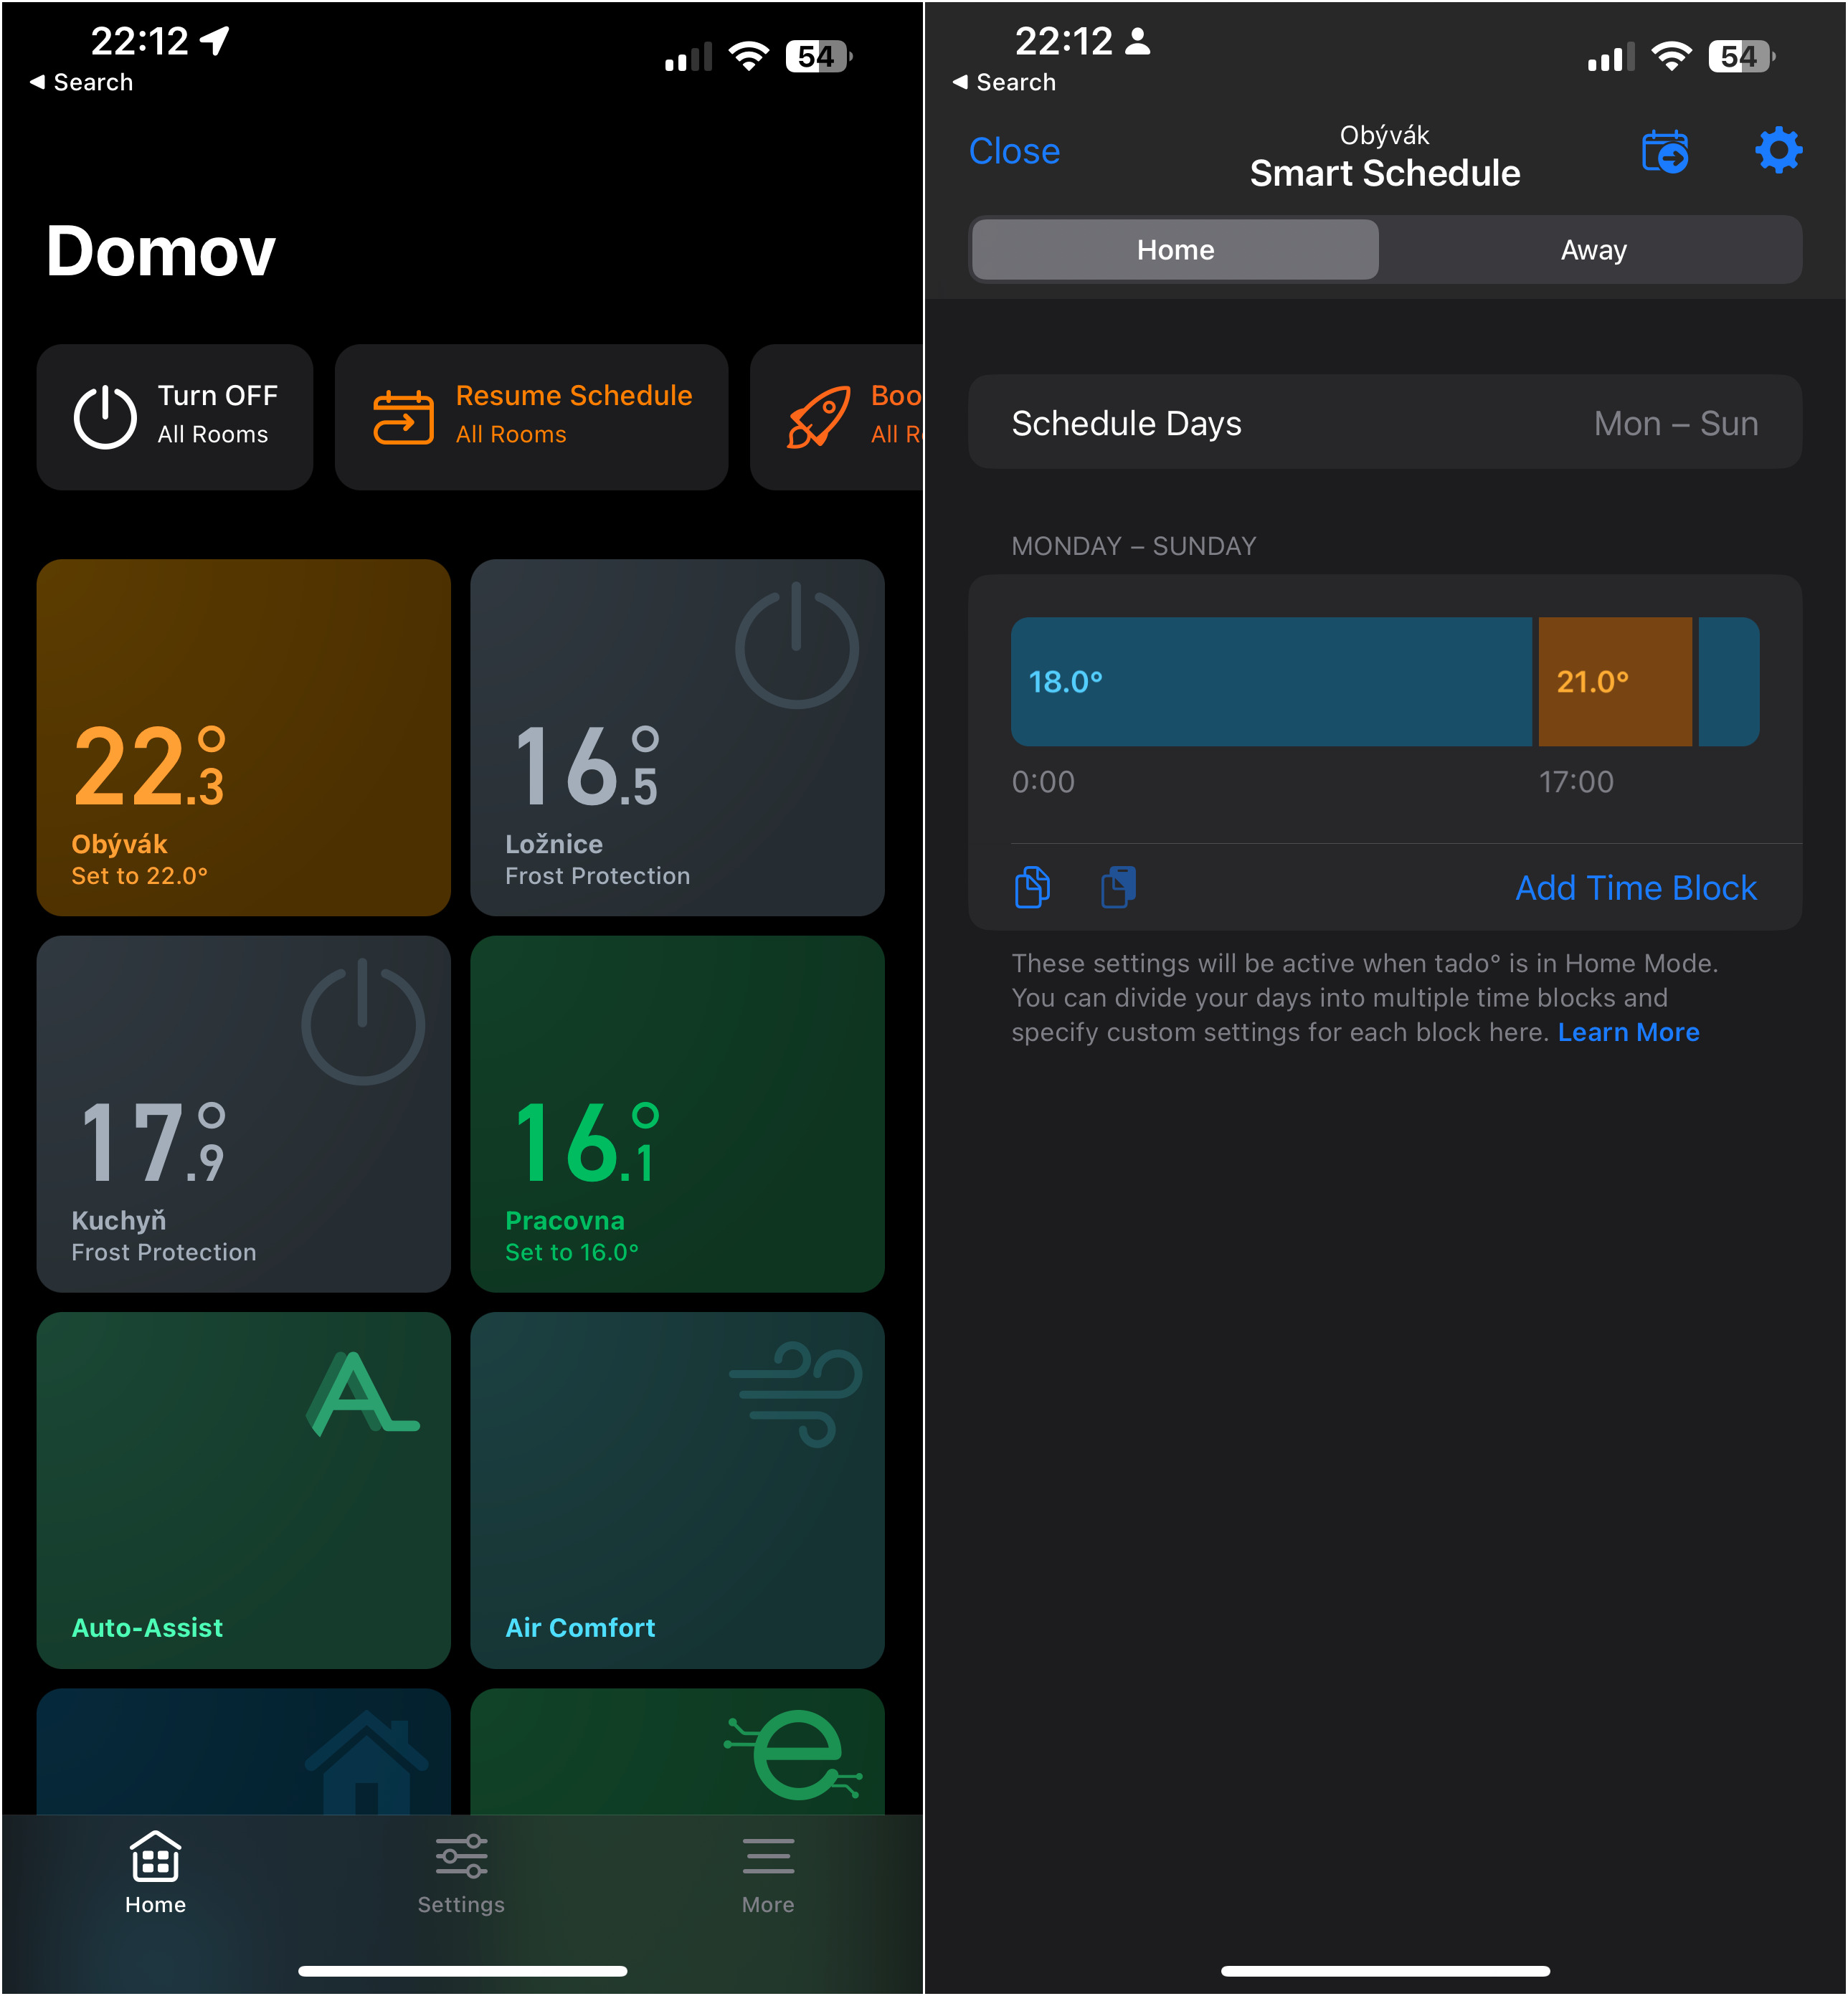 22:12
54
Search
Domov
Turn OFF
All Rooms
Resume Schedule
All Rooms
Boo
All R
22.3°
Obývák
Set to 22.0°
16.5°
Ložnice
Frost Protection
17.9°
Kuchyň
Frost Protection
16.1°
Pracovna
Set to 16.0°
Auto-Assist
Air Comfort
Home
Settings
More
22:12
54
Search
Close
Obývák
Smart Schedule
Home
Away
Schedule Days
Mon – Sun
MONDAY – SUNDAY
18.0°
21.0°
0:00
17:00
Add Time Block
These settings will be active when tado° is in Home Mode.
You can divide your days into multiple time blocks and
specify custom settings for each block here. Learn More